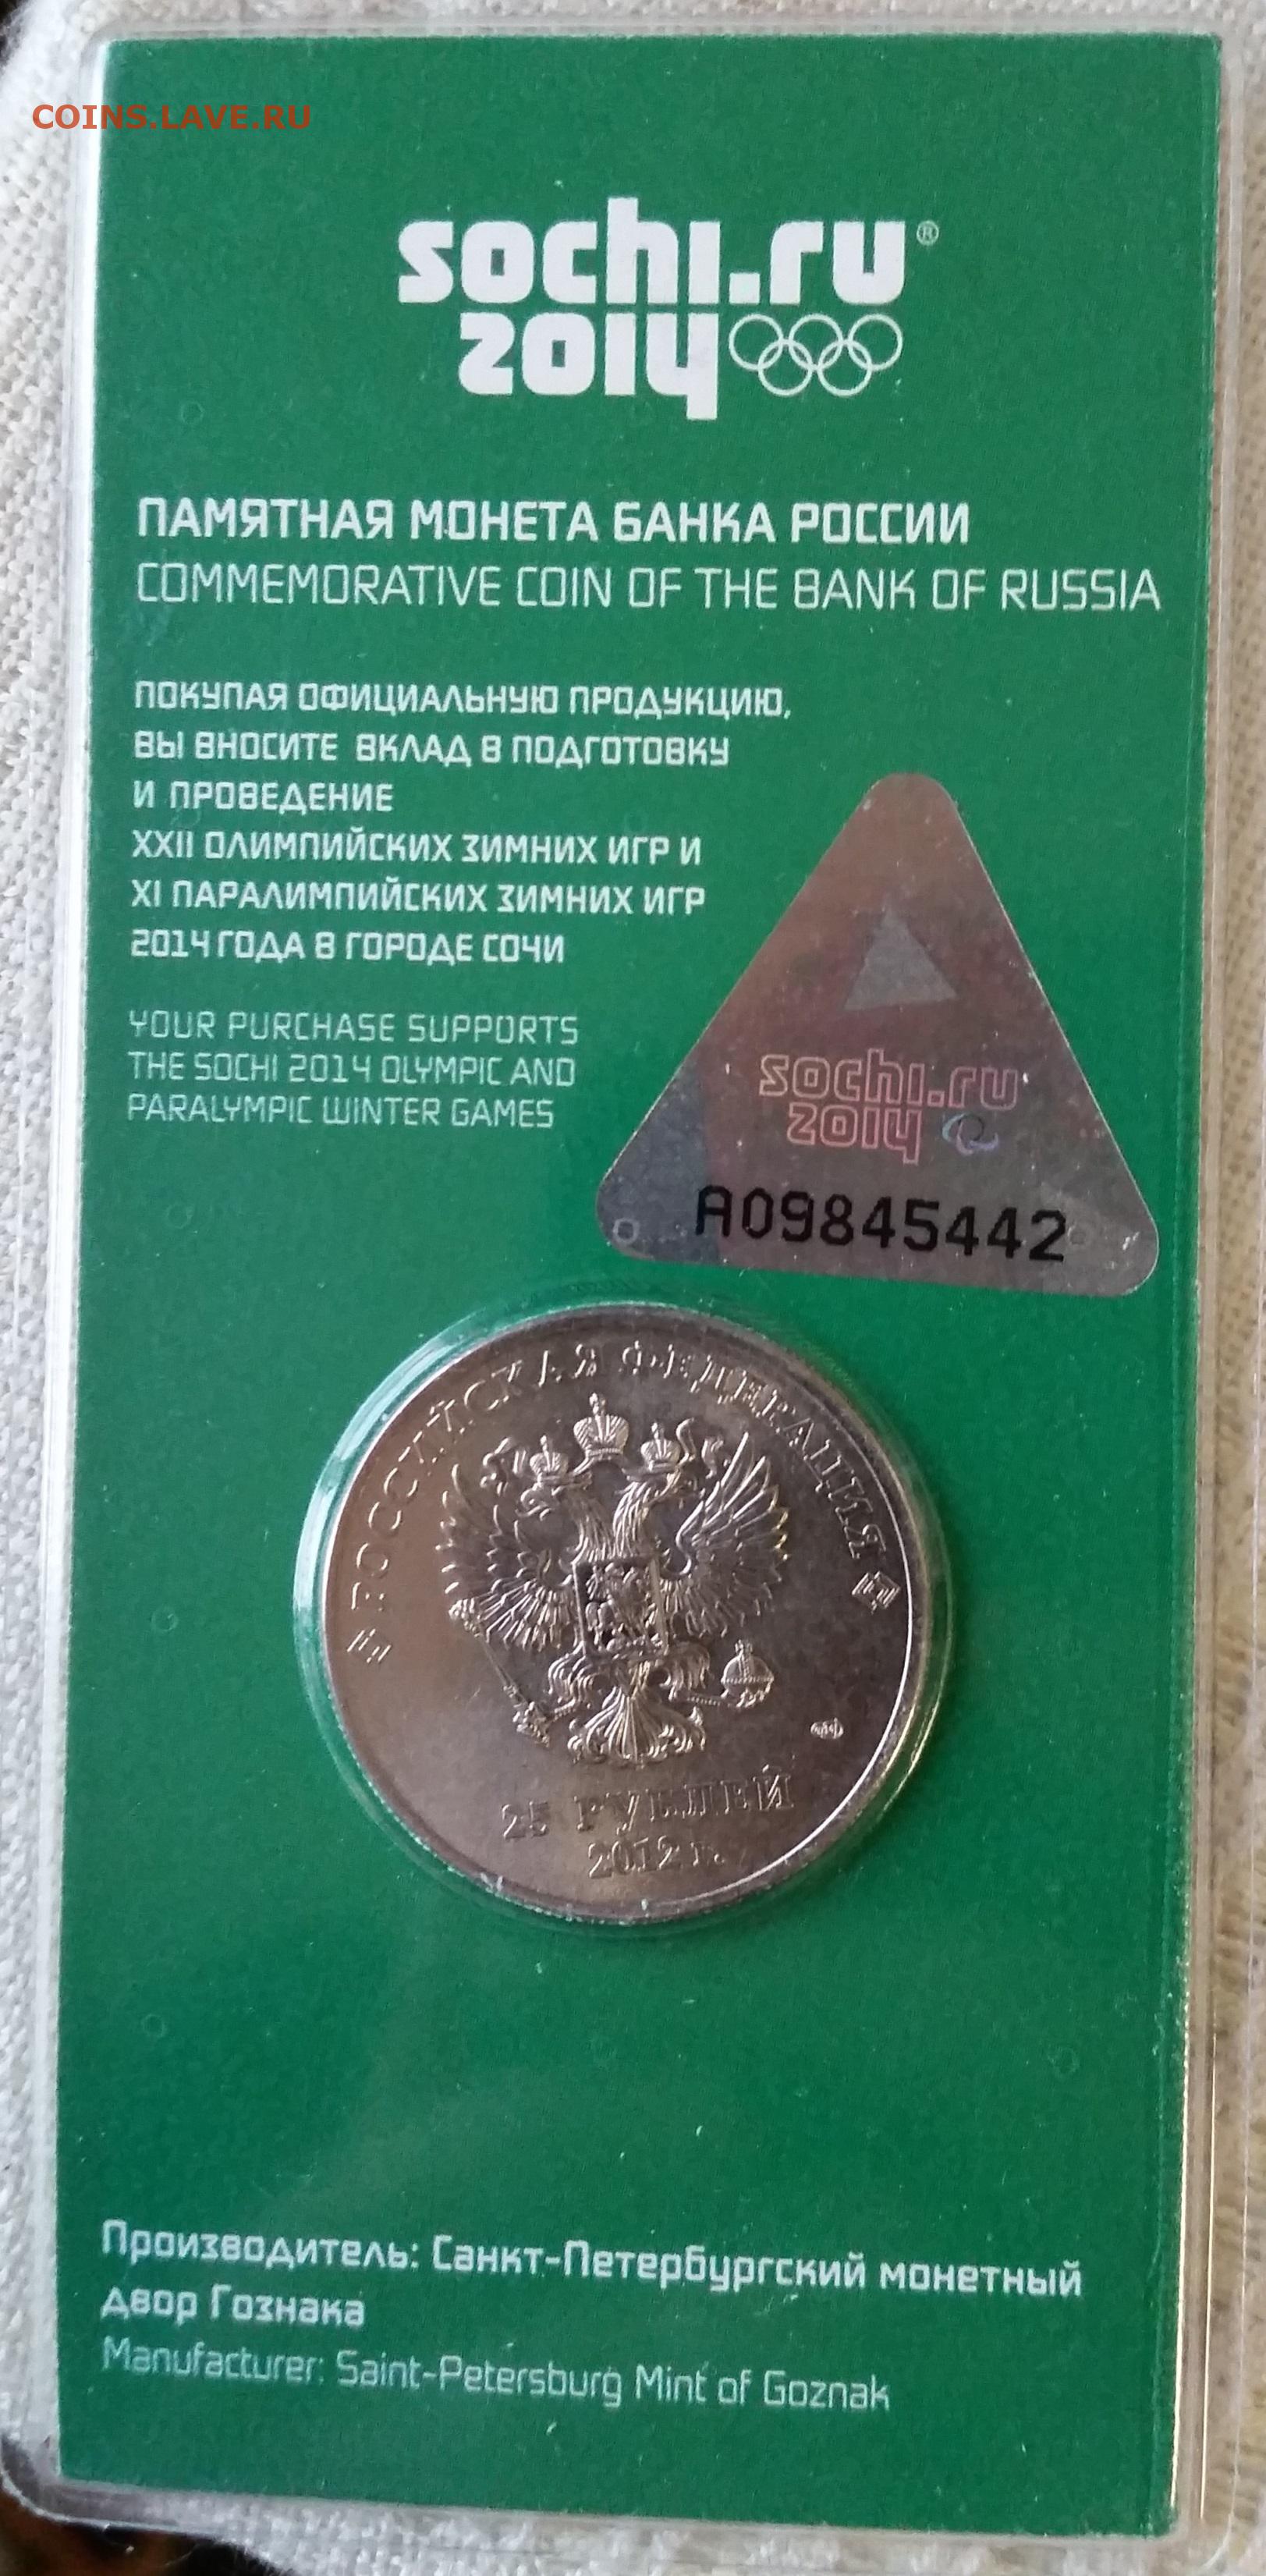 COINS.LAVE.RU
sochi.ru®
2014
ПАМЯТНАЯ МОНЕТА БАНКА РОССИИ
COMMEMORATIVE COIN OF THE BANK OF RUSSIA
ПОКУПАЯ ОФИЦИАЛЬНУЮ ПРОДУКЦИЮ,
ВЫ ВНОСИТЕ ВКЛАД В ПОДГОТОВКУ
И ПРОВЕДЕНИЕ
XXII ОЛИМПИЙСКИХ ЗИМНИХ ИГР И
XI ПАРАЛИМПИЙСКИХ ЗИМНИХ ИГР
2014 ГОДА В ГОРОДЕ СОЧИ
YOUR PURCHASE SUPPORTS
THE SOCHI 2014 OLYMPIC AND
PARALYMPIC WINTER GAMES
sochi.ru
2014
A09845442
РОССИЙСКАЯ ФЕДЕРАЦИЯ
25 РУБЛЕЙ
2012 г.
Производитель: Санкт-Петербургский монетный
двор Гознака
Manufacturer: Saint-Petersburg Mint of Goznak